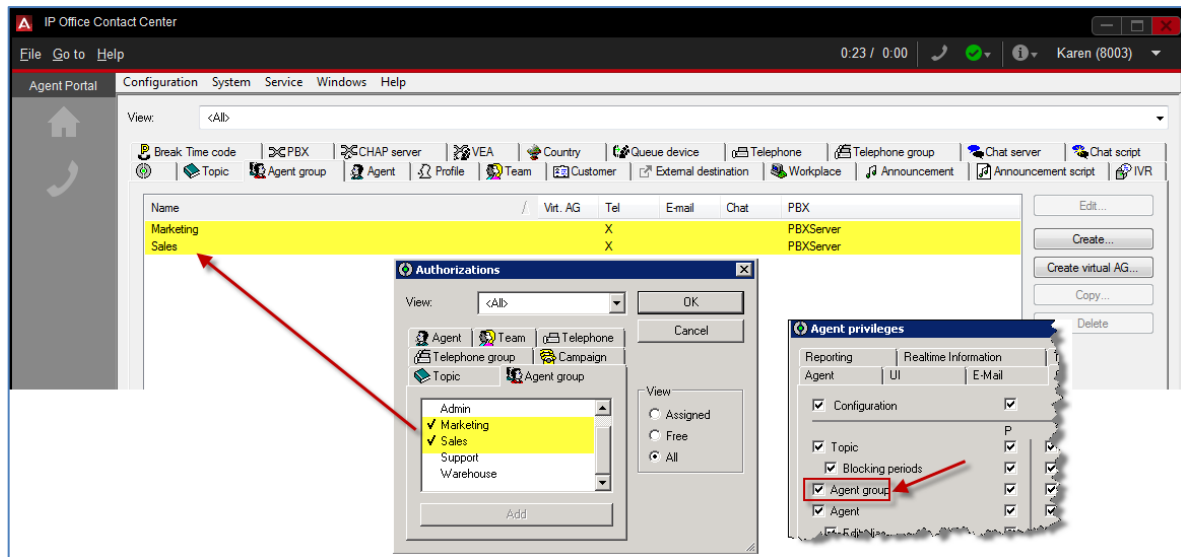 IP Office Contact Center
File Go to Help 0:23 / 0:00 Karen (8003)
Agent Portal Configuration System Service Windows Help
View: <All>
Break Time code PBX CHAP server VEA Country Queue device Telephone Telephone group Chat server Chat script
Topic Agent group Agent Profile Team Customer External destination Workplace Announcement Announcement script IVR
Name / Virt. AG Tel E-mail Chat PBX
Marketing X PBXServer
Sales X PBXServer
Edit...
Create...
Create virtual AG...
Copy...
Delete
Authorizations
View: <All>
OK
Cancel
Agent Team Telephone
Telephone group Campaign
Topic Agent group
Admin
Marketing
Sales
Support
Warehouse
Add
View
Assigned
Free
All
Agent privileges
Reporting Realtime Information
Agent UI E-Mail
Configuration
P
Topic
Blocking periods
Agent group
Agent